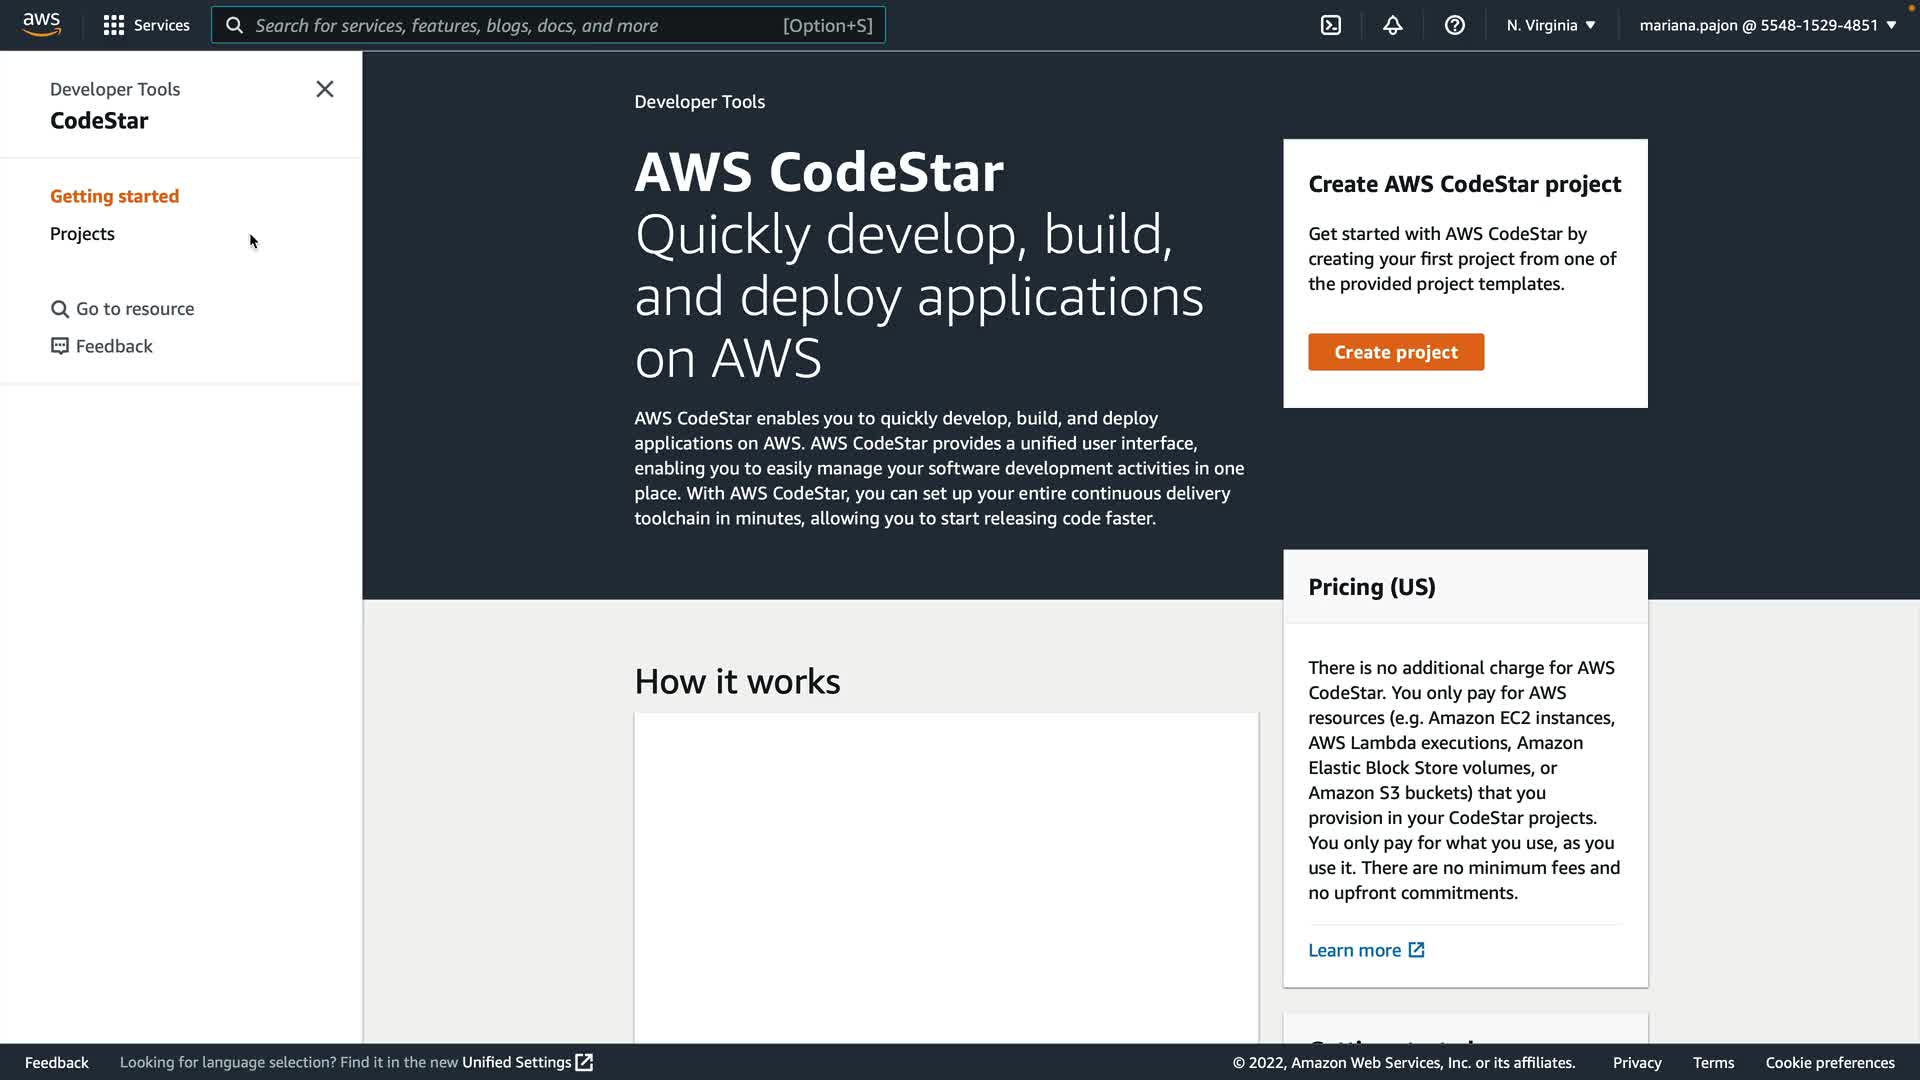 aws
Services
Search for services, features, blogs, docs, and more
[Option+S]
N. Virginia
mariana.pajon @ 5548-1529-4851
Developer Tools
CodeStar
Getting started
Projects
Go to resource
Feedback
Developer Tools
AWS CodeStar
Quickly develop, build,
and deploy applications
on AWS
AWS CodeStar enables you to quickly develop, build, and deploy
applications on AWS. AWS CodeStar provides a unified user interface,
enabling you to easily manage your software development activities in one
place. With AWS CodeStar, you can set up your entire continuous delivery
toolchain in minutes, allowing you to start releasing code faster.
Create AWS CodeStar project
Get started with AWS CodeStar by
creating your first project from one of
the provided project templates.
Create project
How it works
Pricing (US)
There is no additional charge for AWS
CodeStar. You only pay for AWS
resources (e.g. Amazon EC2 instances,
AWS Lambda executions, Amazon
Elastic Block Store volumes, or
Amazon S3 buckets) that you
provision in your CodeStar projects.
You only pay for what you use, as you
use it. There are no minimum fees and
no upfront commitments.
Learn more
Feedback
Looking for language selection? Find it in the new Unified Settings
© 2022, Amazon Web Services, Inc. or its affiliates.
Privacy
Terms
Cookie preferences